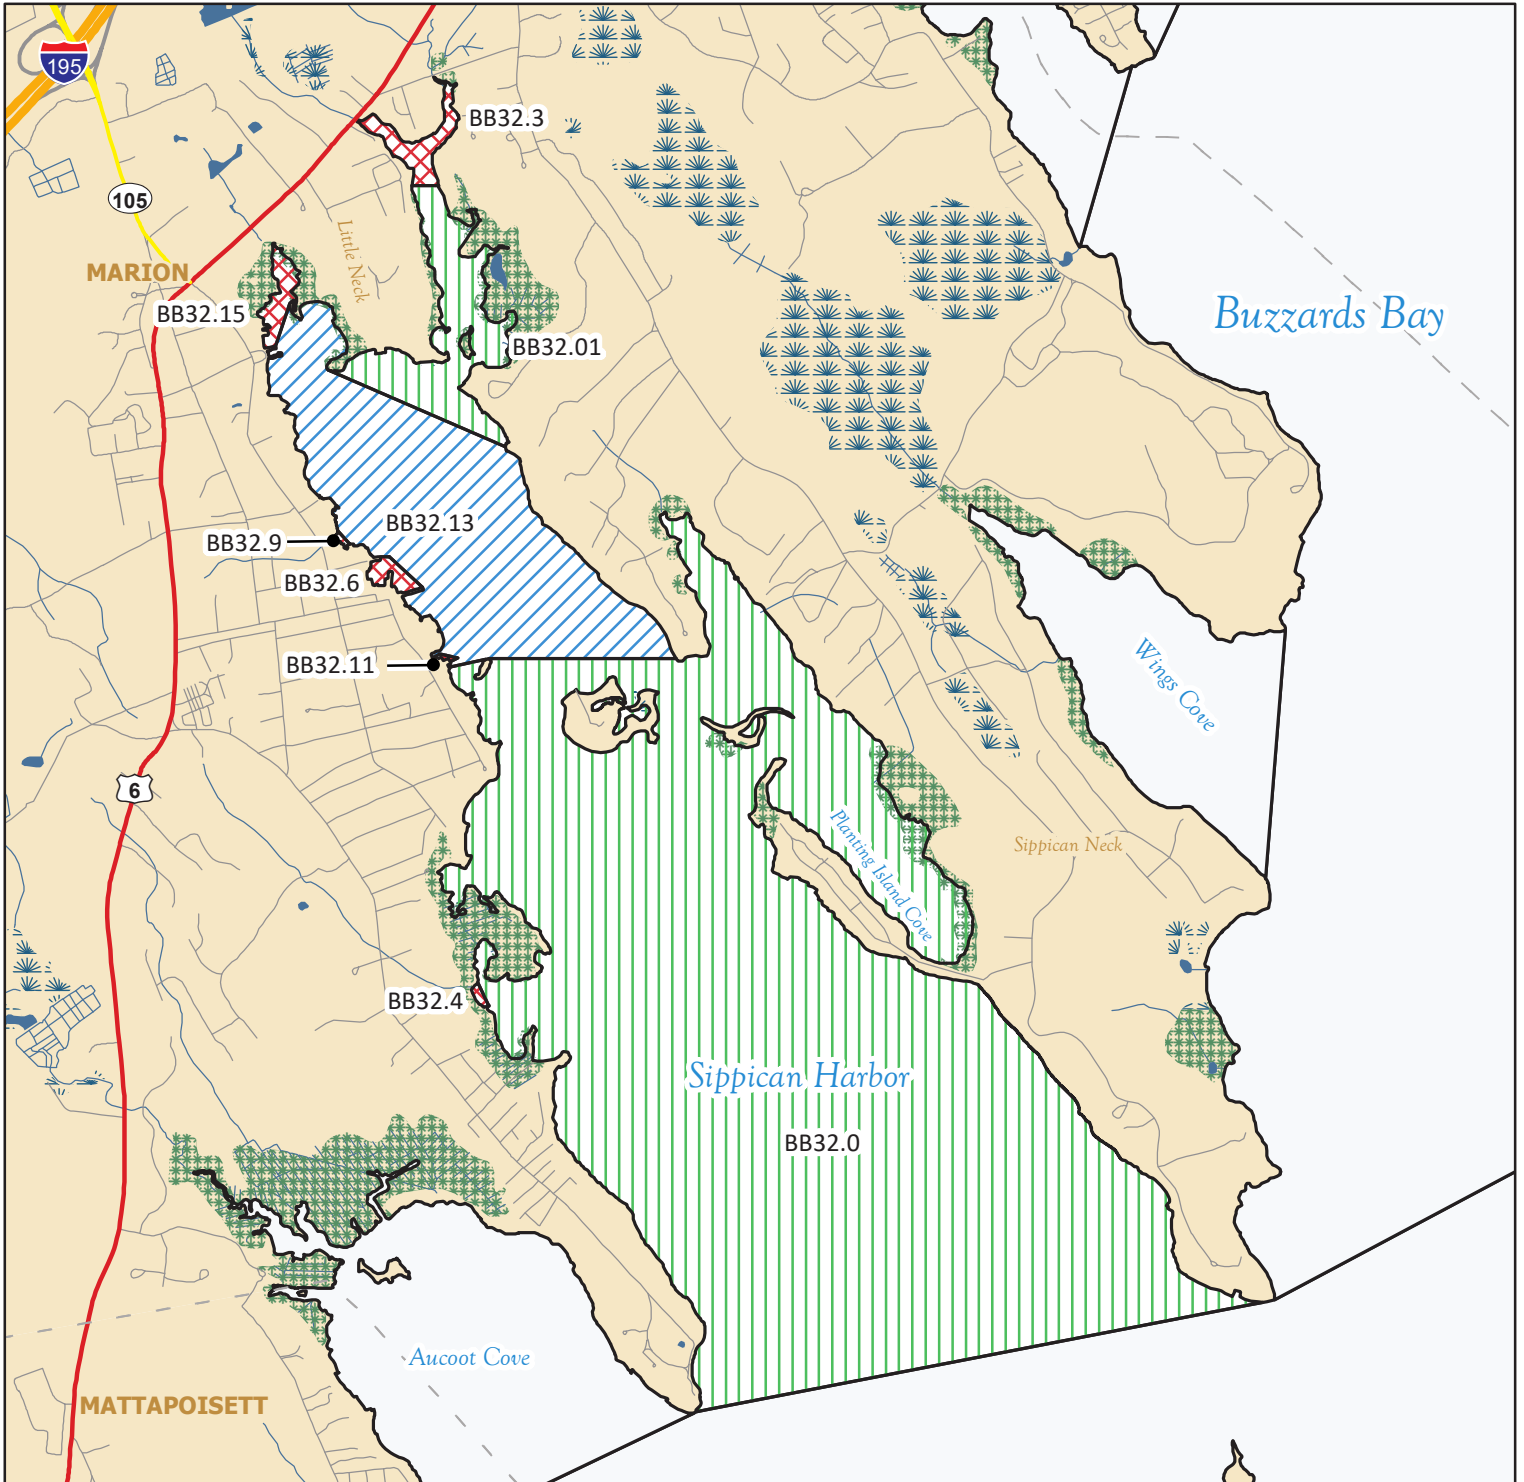 195
BB32.3
105
Little Neck
MARION
BB32.15
Buzzards Bay
BB32.01
BB32.13
BB32.9
BB32.6
BB32.11
Wings Cove
6
Planting Island Cove
Sippican Neck
BB32.4
Sippican Harbor
BB32.0
Aucoot Cove
MATTAPOISETT